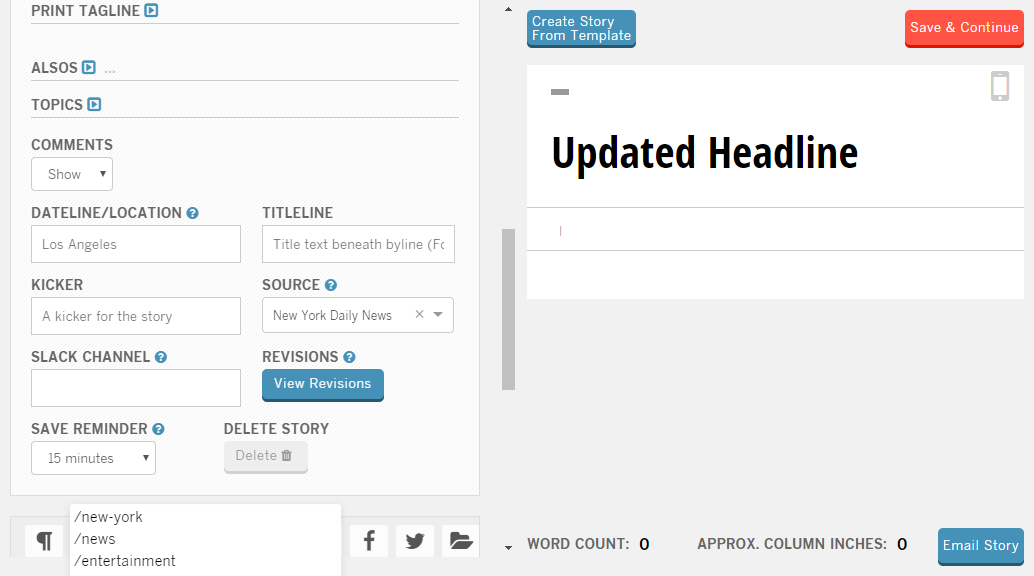 PRINT TAGLINE
ALSOS ...
TOPICS
COMMENTS
Show
DATELINE/LOCATION ?
TITLELINE
Los Angeles
Title text beneath byline (Fo
KICKER
SOURCE ?
A kicker for the story
New York Daily News ×
SLACK CHANNEL ?
REVISIONS ?
View Revisions
SAVE REMINDER ?
DELETE STORY
15 minutes
Delete
/new-york
/news
/entertainment
Create Story
From Template
Save & Continue
Updated Headline
WORD COUNT: 0
APPROX. COLUMN INCHES: 0
Email Story